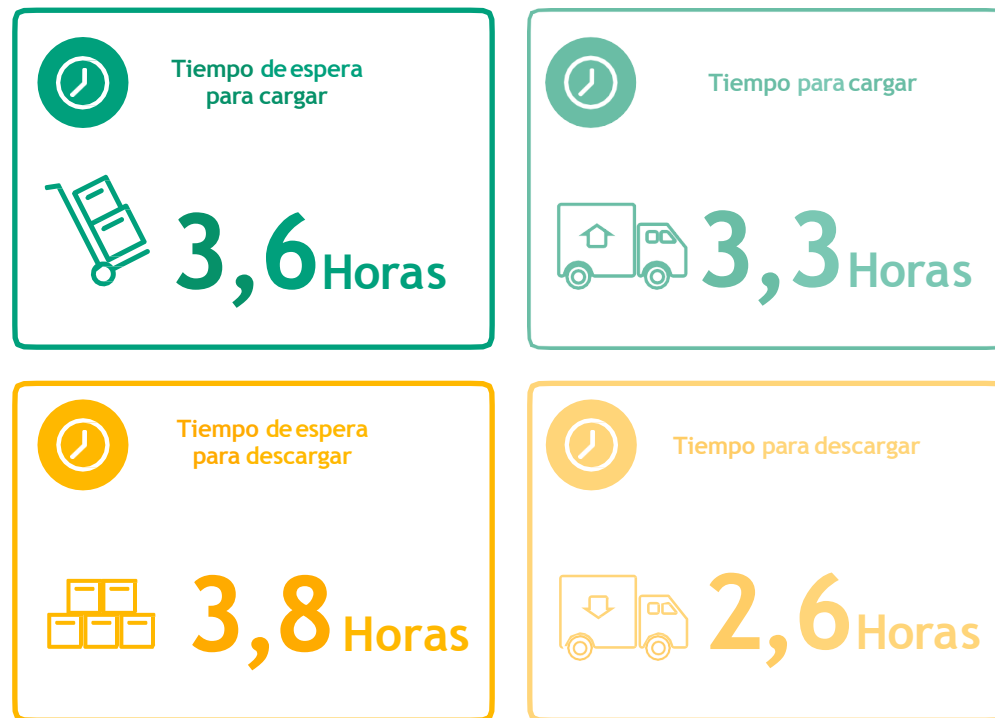 Tiempo de espera
para cargar
3,6 Horas
Tiempo para cargar
3,3 Horas
Tiempo de espera
para descargar
3,8 Horas
Tiempo para descargar
2,6 Horas